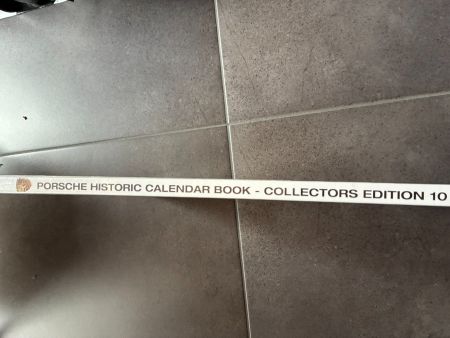 PORSCHE HISTORIC CALENDAR BOOK - COLLECTORS EDITION 10